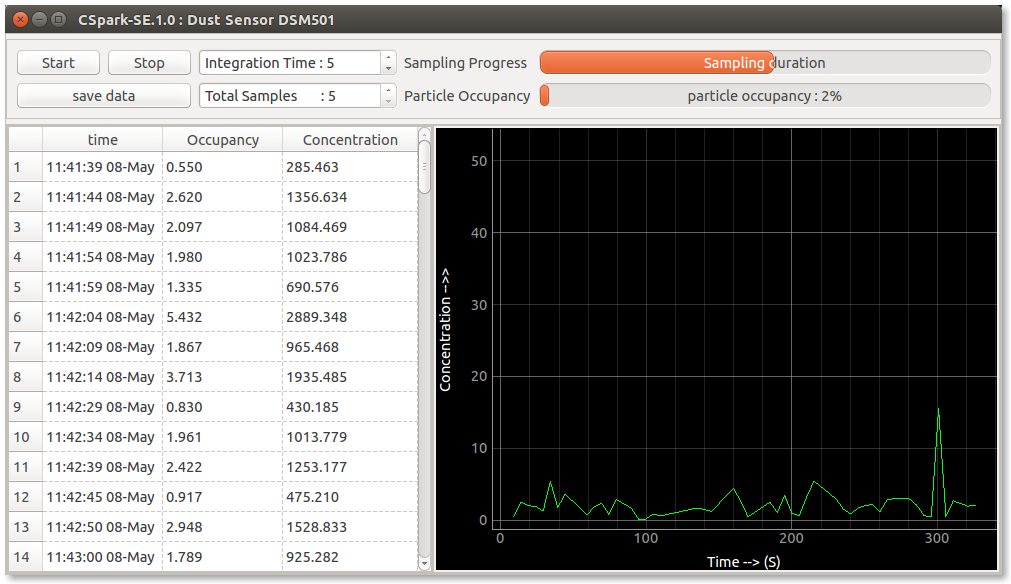 CSpark-SE.1.0 : Dust Sensor DSM501
Start Stop Integration Time : 5 Sampling Progress Sampling duration
save data Total Samples : 5 Particle Occupancy particle occupancy : 2%
time Occupancy Concentration
1 11:41:39 08-May 0.550 285.463
2 11:41:44 08-May 2.620 1356.634
3 11:41:49 08-May 2.097 1084.469
4 11:41:54 08-May 1.980 1023.786
5 11:41:59 08-May 1.335 690.576
6 11:42:04 08-May 5.432 2889.348
7 11:42:09 08-May 1.867 965.468
8 11:42:14 08-May 3.713 1935.485
9 11:42:29 08-May 0.830 430.185
10 11:42:34 08-May 1.961 1013.779
11 11:42:39 08-May 2.422 1253.177
12 11:42:45 08-May 0.917 475.210
13 11:42:50 08-May 2.948 1528.833
14 11:43:00 08-May 1.789 925.282
Concentration -->>
50
40
30
20
10
0
0 100 200 300
Time --> (S)